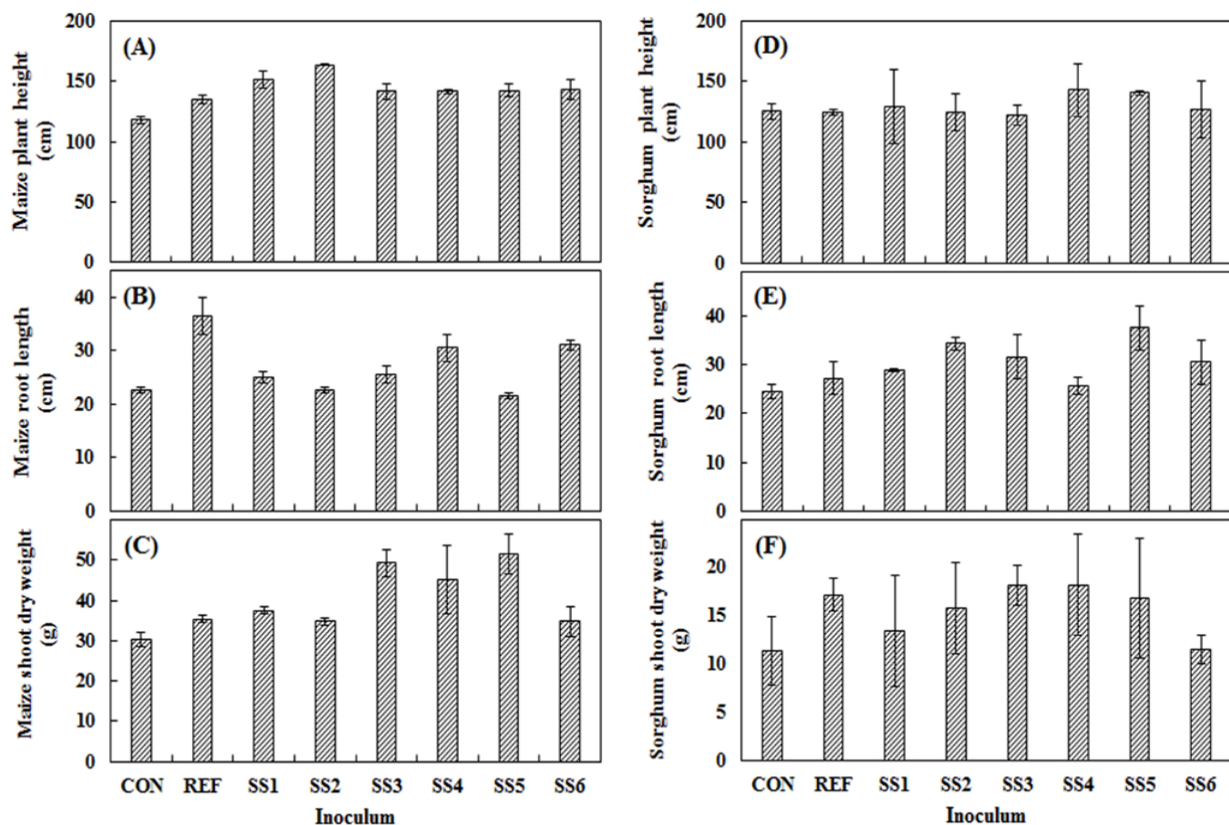 200
150
100
50
0
Maize plant height
(cm)
(A)
40
30
20
10
0
Maize root length
(cm)
(B)
50
40
30
20
10
0
Maize shoot dry weight
(g)
(C)
CON REF SS1 SS2 SS3 SS4 SS5 SS6
Inoculum
200
150
100
50
0
Sorghum plant height
(cm)
(D)
40
30
20
10
0
Sorghum root length
(cm)
(E)
20
15
10
5
0
Sorghum shoot dry weight
(g)
(F)
CON REF SS1 SS2 SS3 SS4 SS5 SS6
Inoculum